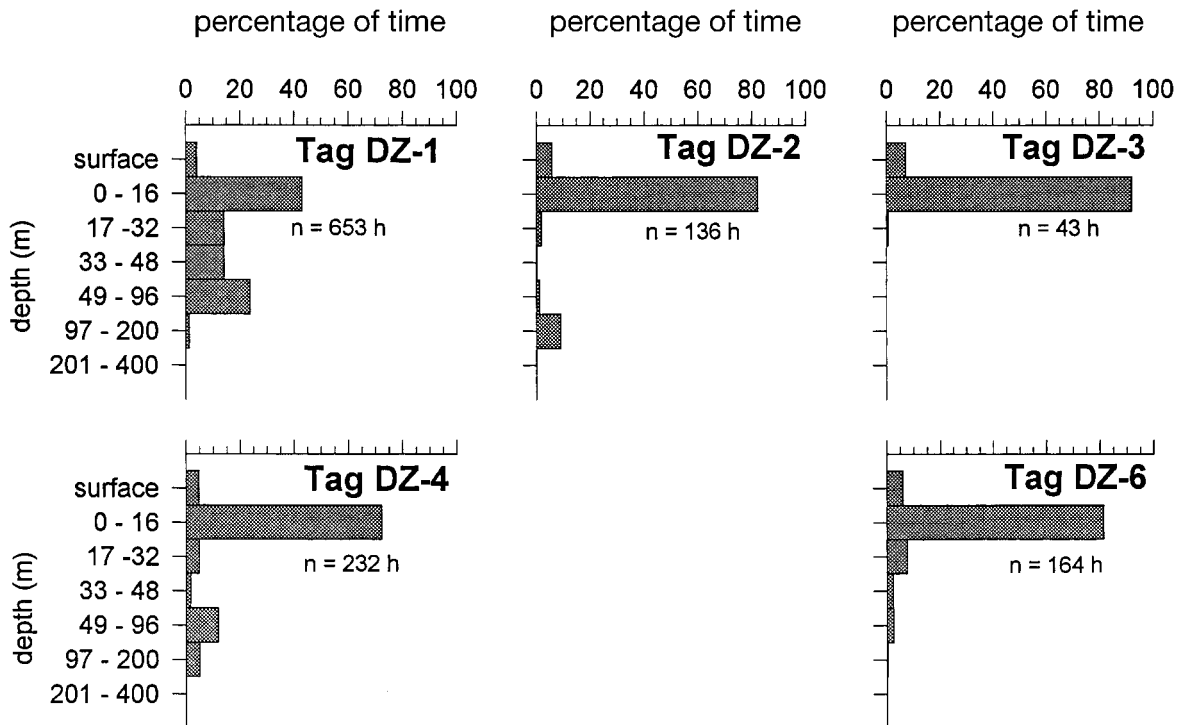 percentage of time percentage of time percentage of time
0 20 40 60 80 100 0 20 40 60 80 100 0 20 40 60 80 100
Tag DZ-1 Tag DZ-2 Tag DZ-3
surface
0 - 16
17 -32
n = 653 h n = 136 h n = 43 h
33 - 48
49 - 96
97 - 200
201 - 400
depth (m)
Tag DZ-4 Tag DZ-6
surface
0 - 16
17 -32
n = 232 h n = 164 h
33 - 48
49 - 96
97 - 200
201 - 400
depth (m)